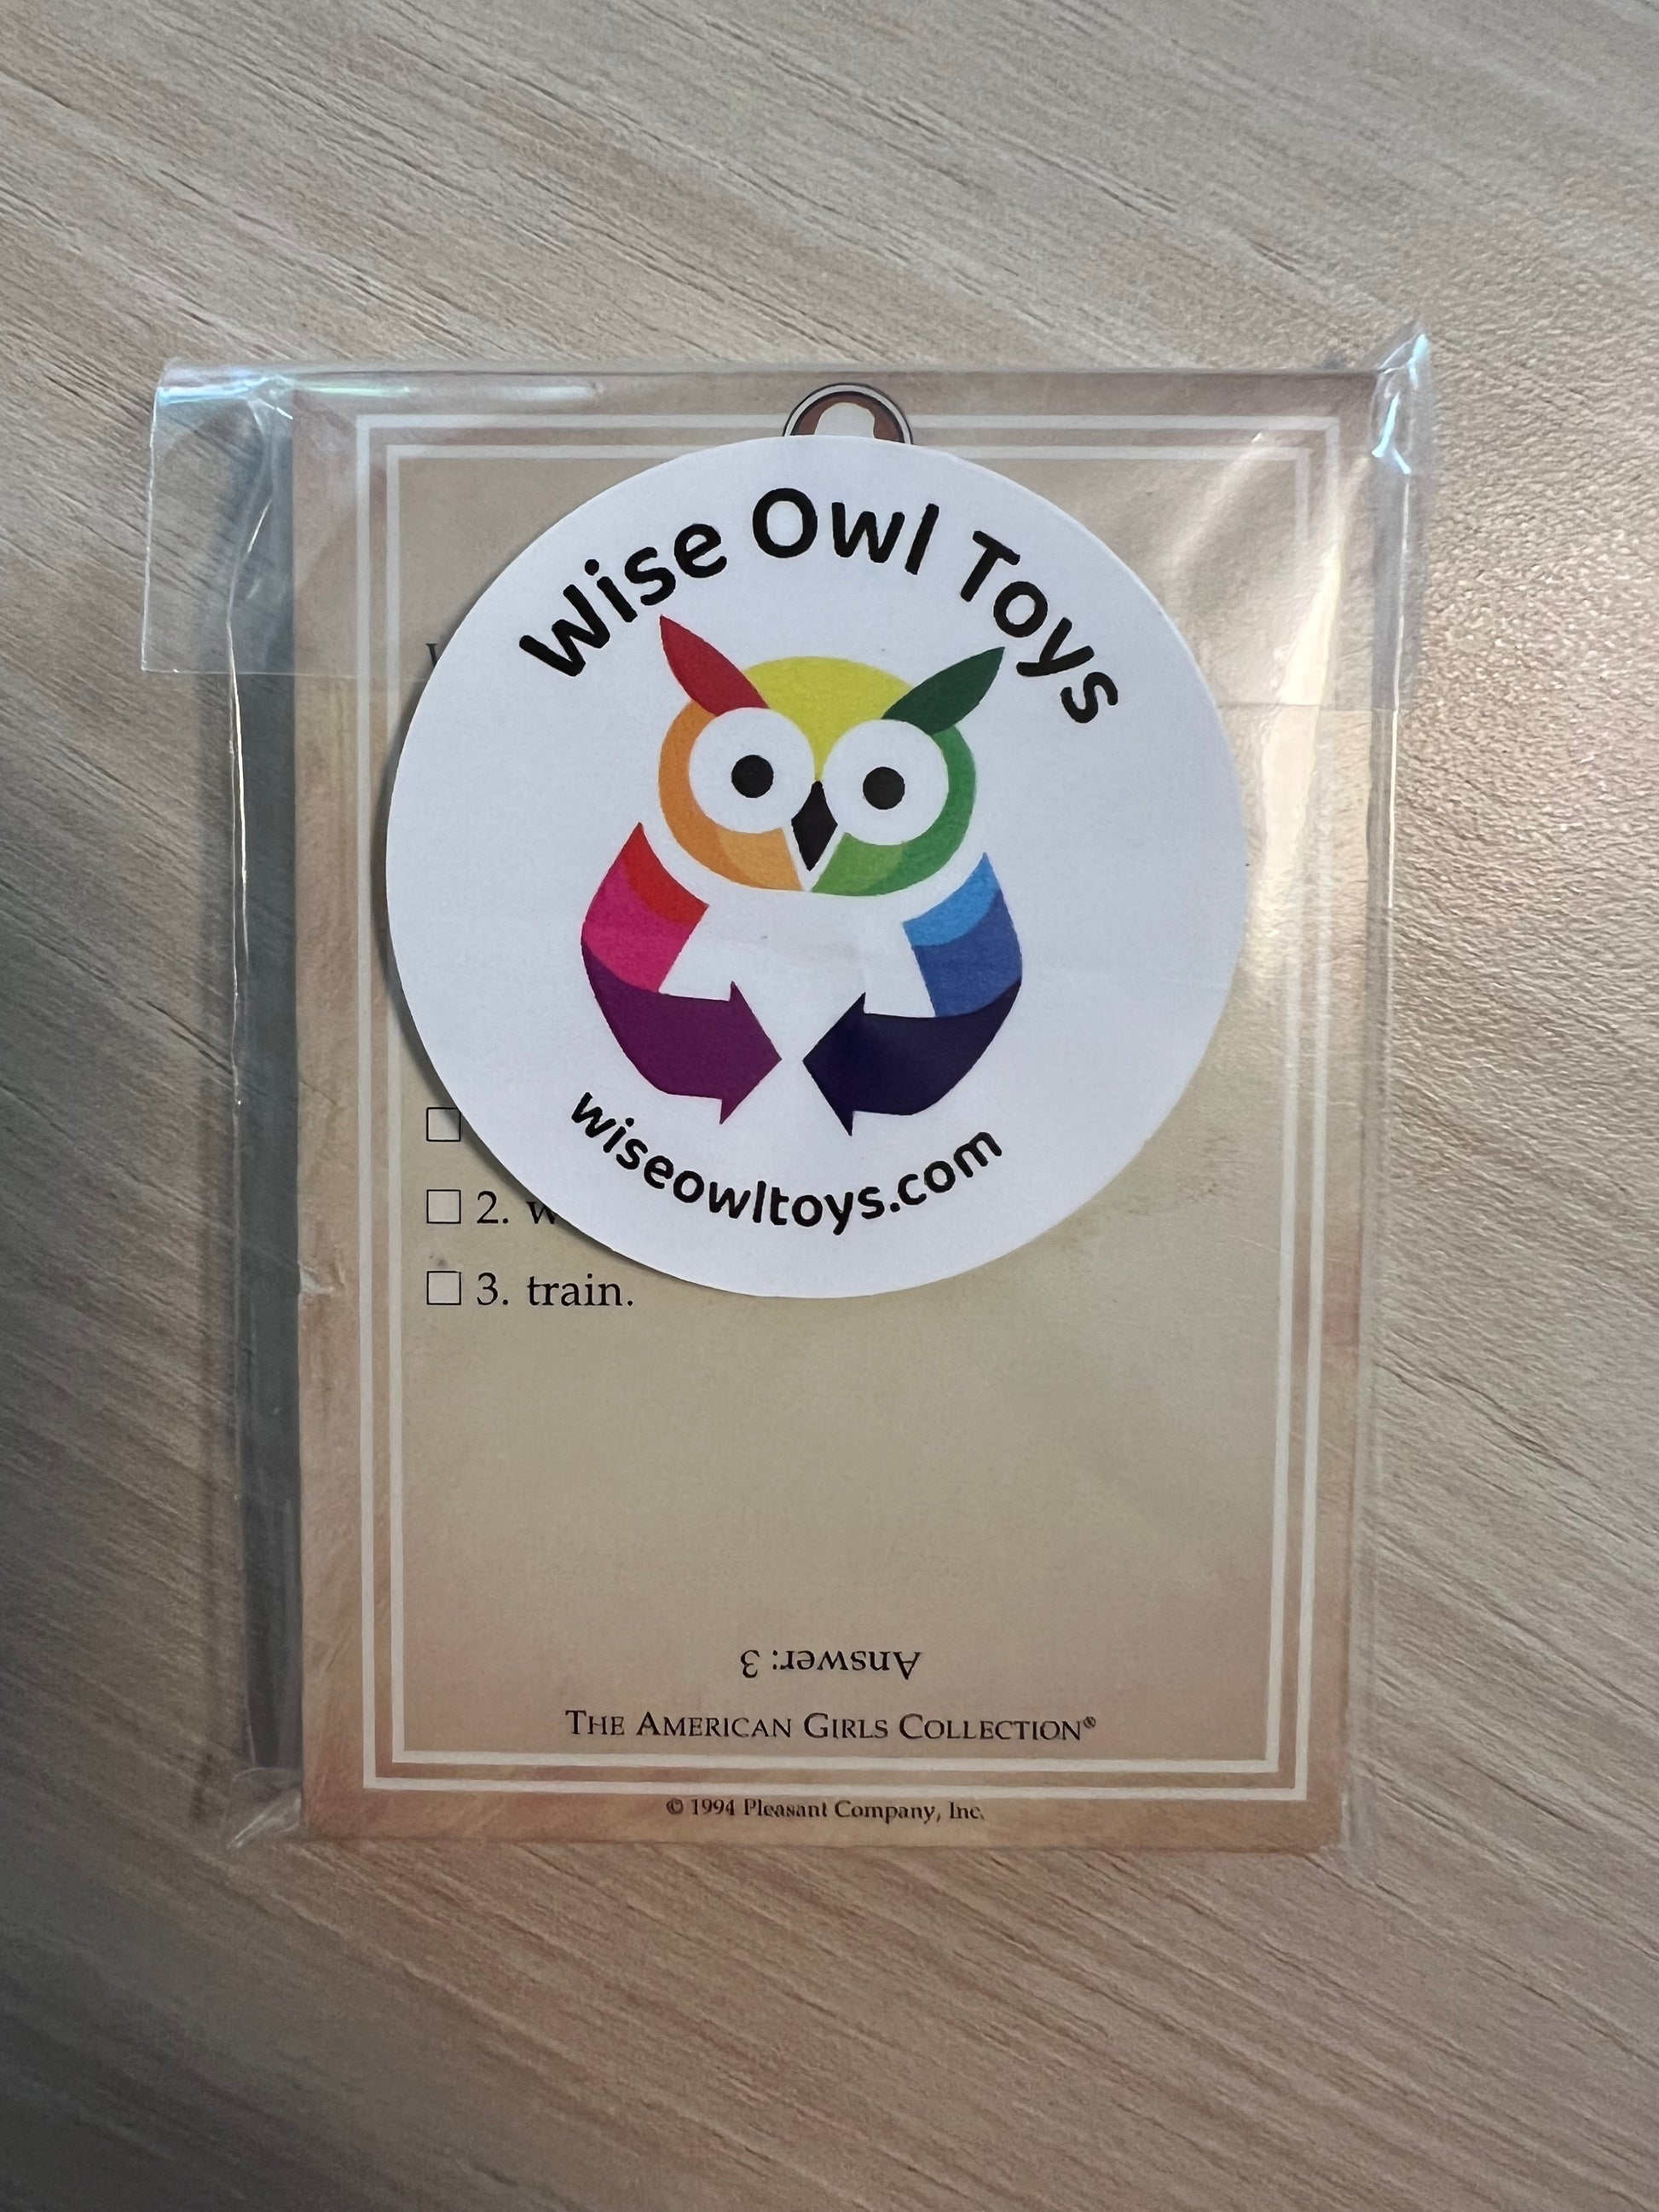 Wise Owl Toys
wiseowltoys.com
2.
3. train.
Answer: 3
THE AMERICAN GIRLS COLLECTION®
© 1994 Pleasant Company, Inc.